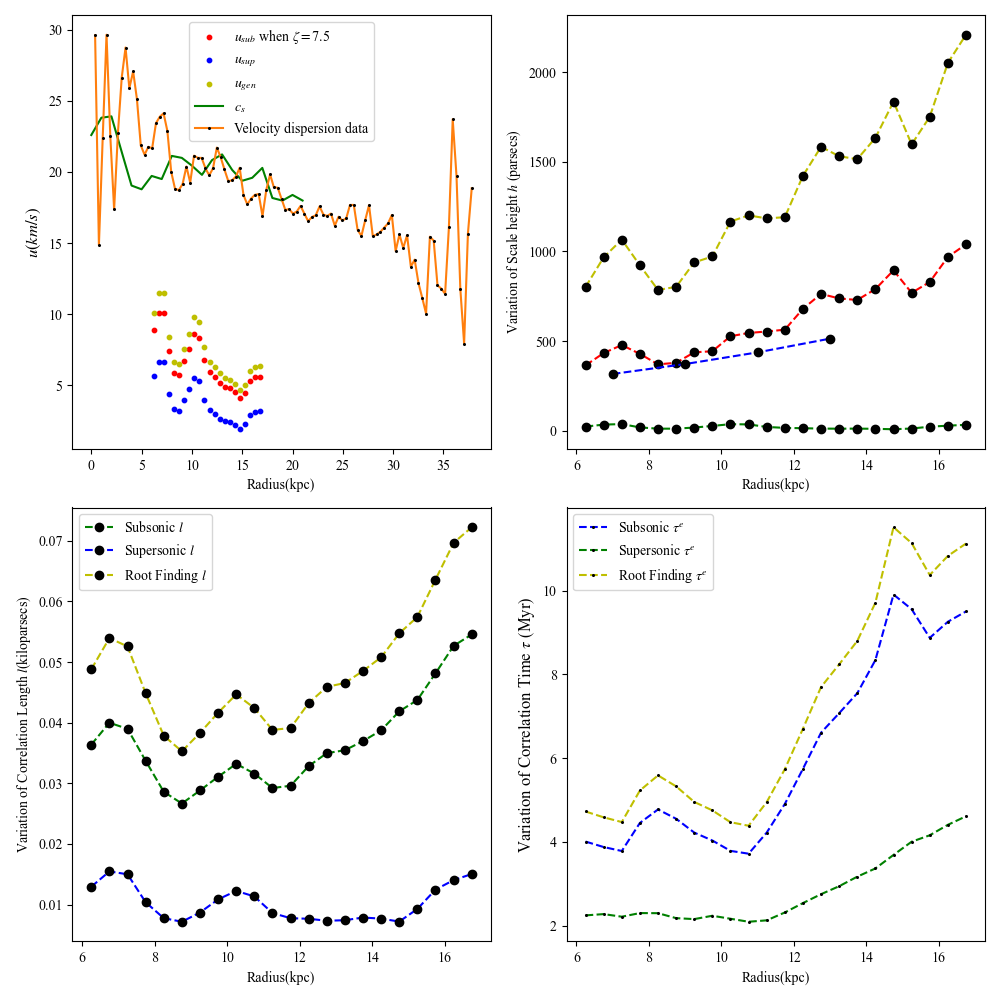 30
25
20
15
10
5
u(km/s)
u_sub when ζ = 7.5
u_sup
u_gen
c_s
Velocity dispersion data
0 5 10 15 20 25 30 35
Radius(kpc)
2000
1500
1000
500
0
Variation of Scale height h (parsecs)
6 8 10 12 14 16
Radius(kpc)
0.07
0.06
0.05
0.04
0.03
0.02
0.01
Variation of Correlation Length l(kiloparsecs)
Subsonic l
Supersonic l
Root Finding l
6 8 10 12 14 16
Radius(kpc)
10
8
6
4
2
Variation of Correlation Time τ (Myr)
Subsonic τᵉ
Supersonic τᵉ
Root Finding τᵉ
6 8 10 12 14 16
Radius(kpc)